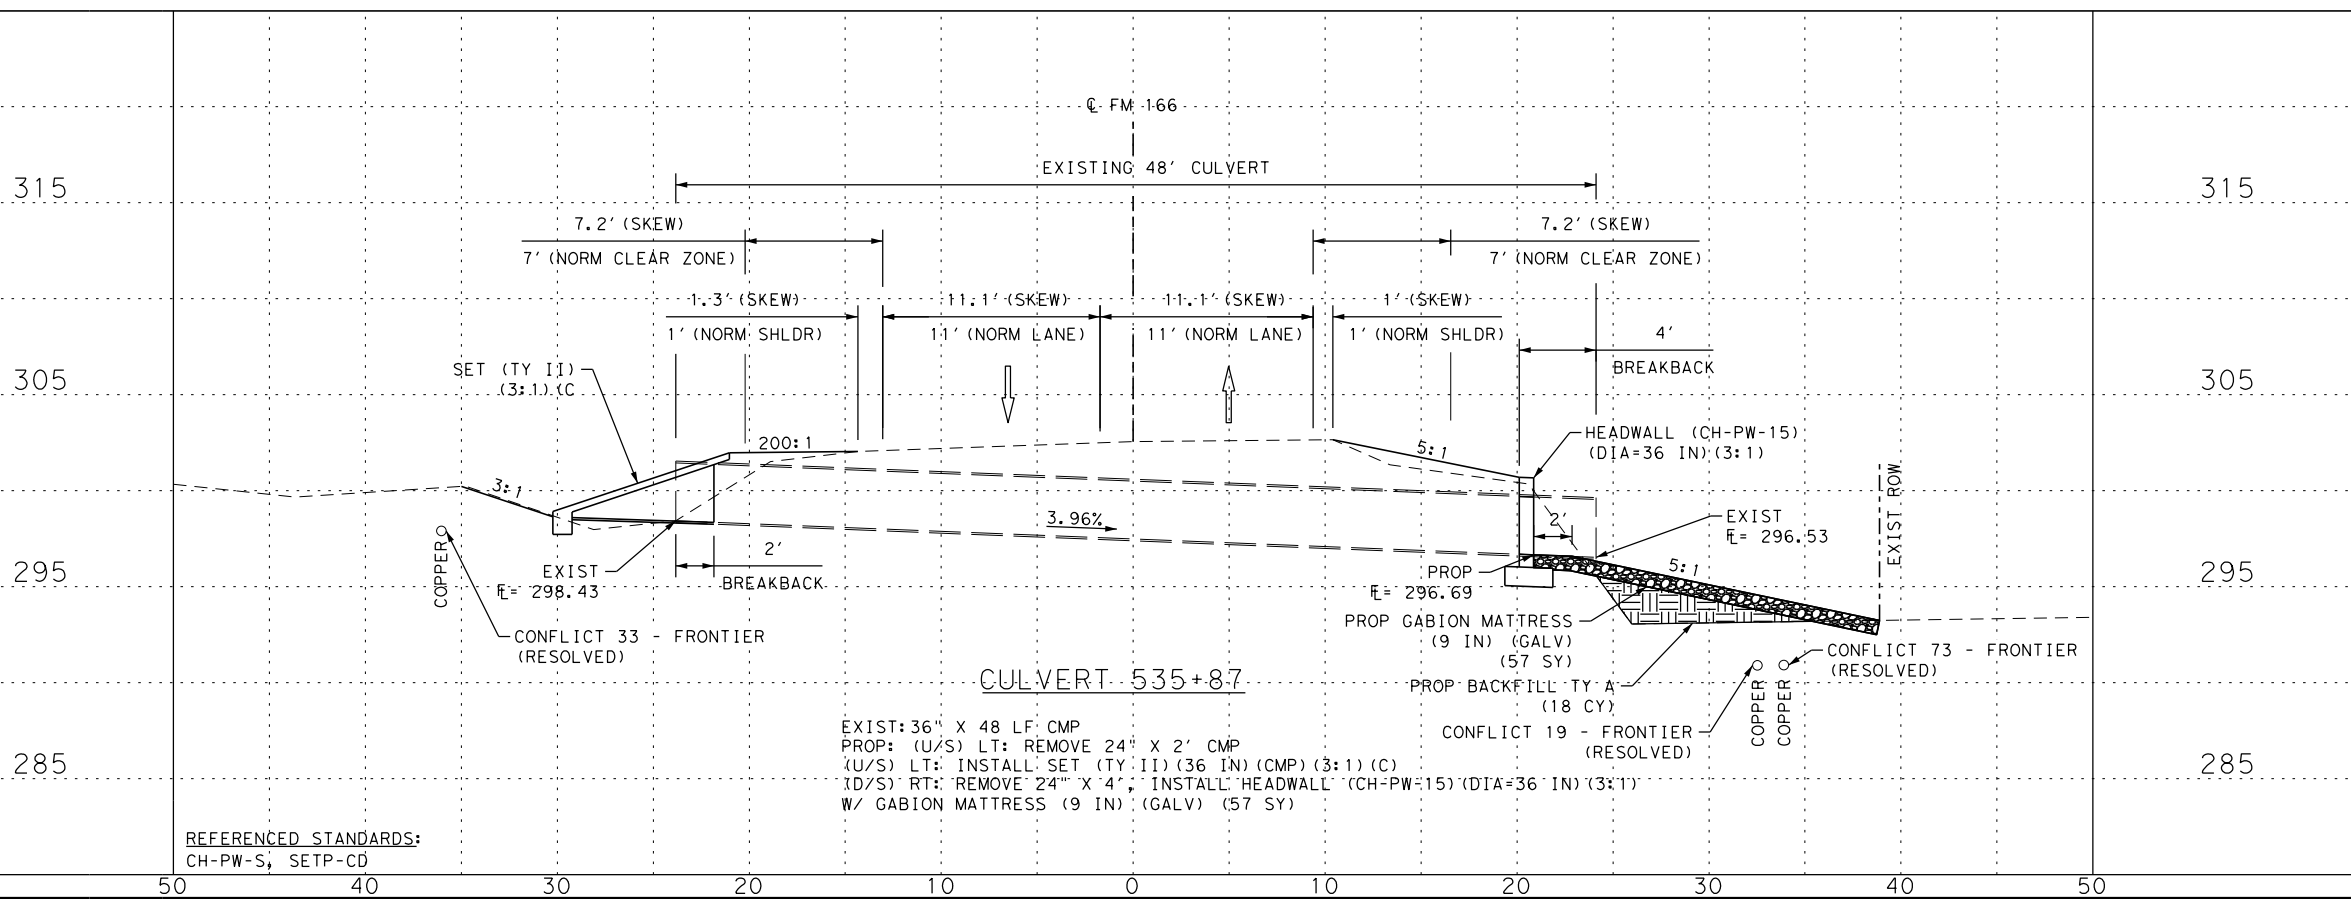 ℄ FM 166
EXISTING 48' CULVERT
315
315
7.2' (SKEW)
7' (NORM CLEAR ZONE)
7.2' (SKEW)
7' (NORM CLEAR ZONE)
1.3' (SKEW)
1' (NORM SHLDR)
11.1' (SKEW)
11' (NORM LANE)
11.1' (SKEW)
11' (NORM LANE)
1' (SKEW)
1' (NORM SHLDR)
4'
BREAKBACK
305
305
SET (TY II)
(3:1)(C
200:1
5:1
HEADWALL (CH-PW-15)
(DIA=36 IN)(3:1)
3:1
3.96%
2'
EXIST
FL= 296.53
EXIST ROW
COPPER
295
295
EXIST
FL= 298.43
2'
BREAKBACK
PROP
FL= 296.69
5:1
PROP GABION MATTRESS
(9 IN) (GALV)
(57 SY)
CONFLICT 33 - FRONTIER
(RESOLVED)
CONFLICT 73 - FRONTIER
(RESOLVED)
PROP BACKFILL TY A
(18 CY)
CONFLICT 19 - FRONTIER
(RESOLVED)
COPPER
COPPER
CULVERT 535+87
EXIST:36" X 48 LF CMP
PROP: (U/S) LT: REMOVE 24" X 2' CMP
(U/S) LT: INSTALL SET (TY II)(36 IN)(CMP)(3:1)(C)
(D/S) RT: REMOVE 24" X 4', INSTALL HEADWALL (CH-PW-15)(DIA=36 IN)(3:1)
W/ GABION MATTRESS (9 IN) (GALV) (57 SY)
285
285
REFERENCED STANDARDS:
CH-PW-S, SETP-CD
50 40 30 20 10 0 10 20 30 40 50